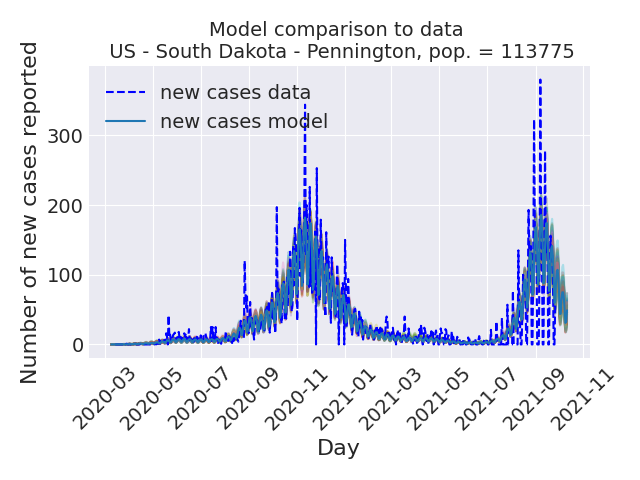 Model comparison to data
US - South Dakota - Pennington, pop. = 113775
new cases data
new cases model
Number of new cases reported
300
200
100
0
2020-03
2020-05
2020-07
2020-09
2020-11
2021-01
2021-03
2021-05
2021-07
2021-09
2021-11
Day